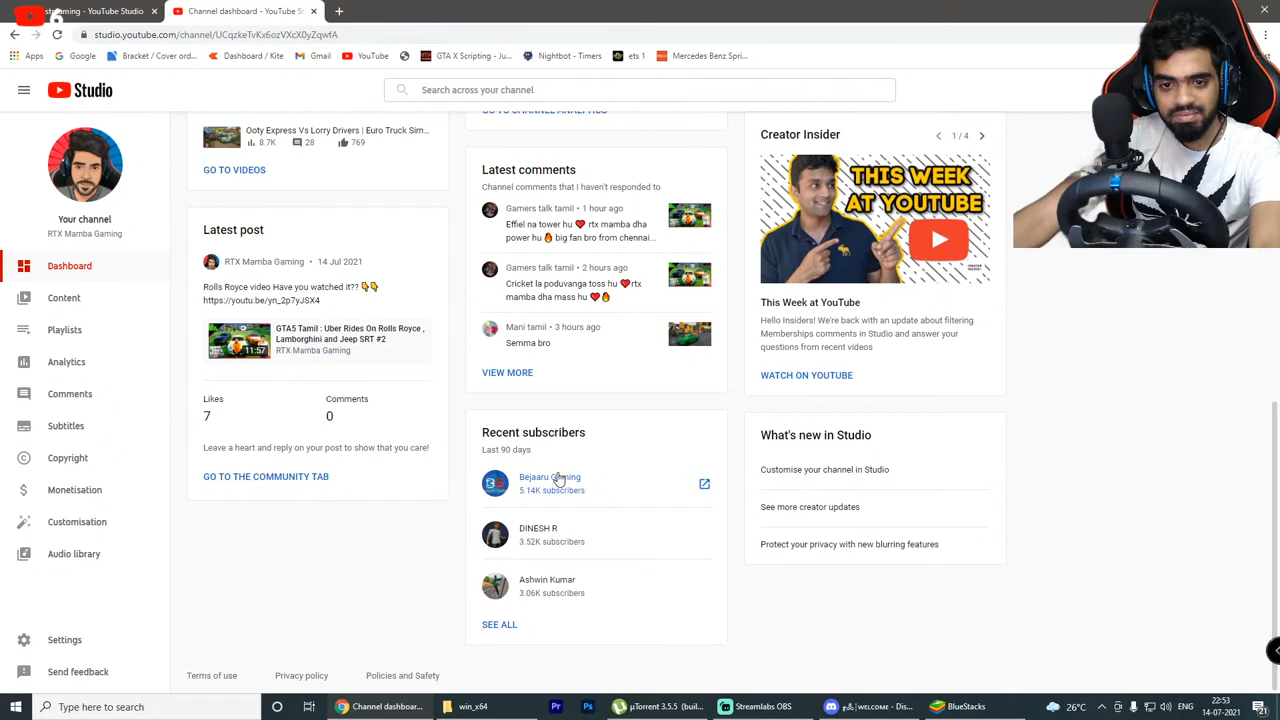 Channel dashboard - YouTube St
studio.youtube.com/channel/UCqzkeTvKx6ozVXcX0yZqwfA
Apps
Google
Bracket / Cover ord...
Dashboard / Kite
Gmail
YouTube
GTA X Scripting - Ju...
Nightbot - Timers
ets 1
Mercedes Benz Spri...
Studio
Search across your channel
Your channel
RTX Mamba Gaming
Dashboard
Content
Playlists
Analytics
Comments
Subtitles
Copyright
Monetisation
Customisation
Audio library
Settings
Send feedback
Ooty Express Vs Lorry Drivers | Euro Truck Sim...
8.7K 28 769
GO TO VIDEOS
Latest post
RTX Mamba Gaming • 14 Jul 2021
Rolls Royce video Have you watched it?? 👇👇
https://youtu.be/yn_2p7yJSX4
11:57
GTA5 Tamil : Uber Rides On Rolls Royce ,
Lamborghini and Jeep SRT #2
RTX Mamba Gaming
Likes Comments
7 0
Leave a heart and reply on your post to show that you care!
GO TO THE COMMUNITY TAB
GO TO CHANNEL ANALYTICS
Latest comments
Channel comments that I haven't responded to
Gamers talk tamil • 1 hour ago
Effiel na tower hu ❤ rtx mamba dha
power hu 🔥 big fan bro from chennai...
Gamers talk tamil • 2 hours ago
Cricket la poduvanga toss hu ❤rtx
mamba dha mass hu ❤🔥
Mani tamil • 3 hours ago
Semma bro
VIEW MORE
Recent subscribers
Last 90 days
Bejaaru Gaming
5.14K subscribers
DINESH R
3.52K subscribers
Ashwin Kumar
3.06K subscribers
SEE ALL
Creator Insider
1 / 4
THIS WEEK
AT YOUTUBE
This Week at YouTube
Hello Insiders! We're back with an update about filtering
Memberships comments in Studio and answer your
questions from recent videos
WATCH ON YOUTUBE
What's new in Studio
Customise your channel in Studio
See more creator updates
Protect your privacy with new blurring features
Terms of use
Privacy policy
Policies and Safety
Type here to search
Channel dashboar...
win_x64
µTorrent 3.5.5 (buil...
Streamlabs OBS
welcome - Dis...
BlueStacks
26°C
ENG
22:53
14-07-2021